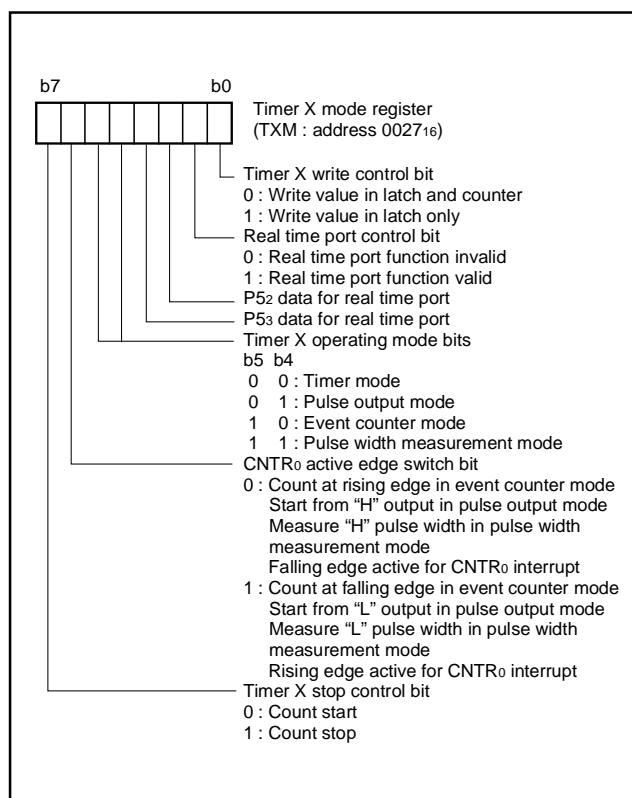 b7 b0
Timer X mode register
(TXM : address 0027₁₆)
Timer X write control bit
0 : Write value in latch and counter
1 : Write value in latch only
Real time port control bit
0 : Real time port function invalid
1 : Real time port function valid
P5₂ data for real time port
P5₃ data for real time port
Timer X operating mode bits
b5 b4
0 0 : Timer mode
0 1 : Pulse output mode
1 0 : Event counter mode
1 1 : Pulse width measurement mode
CNTR₀ active edge switch bit
0 : Count at rising edge in event counter mode
Start from “H” output in pulse output mode
Measure “H” pulse width in pulse width
measurement mode
Falling edge active for CNTR₀ interrupt
1 : Count at falling edge in event counter mode
Start from “L” output in pulse output mode
Measure “L” pulse width in pulse width
measurement mode
Rising edge active for CNTR₀ interrupt
Timer X stop control bit
0 : Count start
1 : Count stop